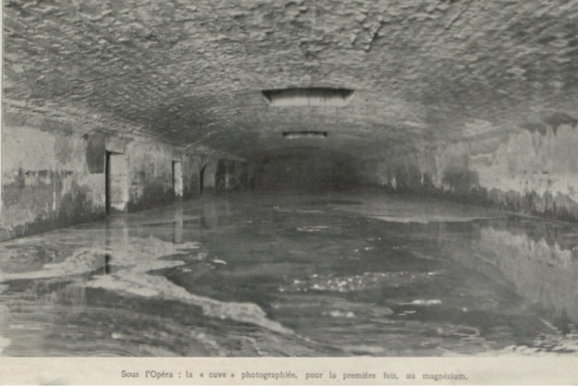 Sous l'Opéra : la « cuve » photographiée, pour la première fois, au magnésium.